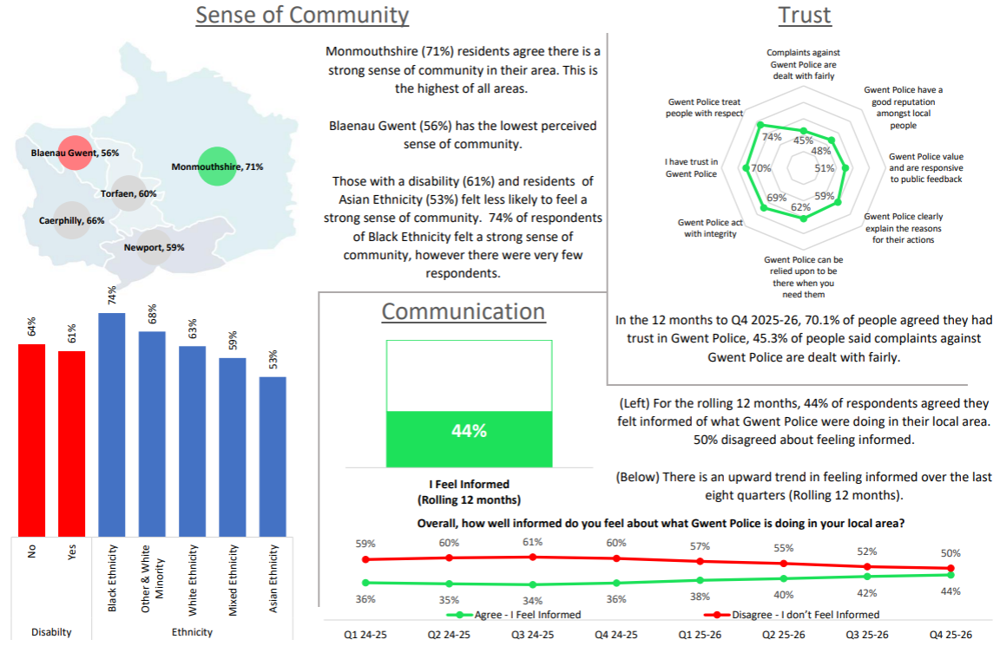 Sense of Community
Blaenau Gwent, 56%
Monmouthshire, 71%
Torfaen, 60%
Caerphilly, 66%
Newport, 59%
Monmouthshire (71%) residents agree there is a
strong sense of community in their area. This is
the highest of all areas.
Blaenau Gwent (56%) has the lowest perceived
sense of community.
Those with a disability (61%) and residents of
Asian Ethnicity (53%) felt less likely to feel a
strong sense of community. 74% of respondents
of Black Ethnicity felt a strong sense of
community, however there were very few
respondents.
64%
61%
74%
68%
63%
59%
53%
No
Yes
Black Ethnicity
Other & White
Minority
White Ethnicity
Mixed Ethnicity
Asian Ethnicity
Disabilty
Ethnicity
Trust
Complaints against
Gwent Police are
dealt with fairly
Gwent Police have a
good reputation
amongst local
people
Gwent Police value
and are responsive
to public feedback
Gwent Police clearly
explain the reasons
for their actions
Gwent Police can be
relied upon to be
there when you
need them
Gwent Police act
with integrity
I have trust in
Gwent Police
Gwent Police treat
people with respect
45%
48%
51%
59%
62%
69%
70%
74%
In the 12 months to Q4 2025-26, 70.1% of people agreed they had
trust in Gwent Police, 45.3% of people said complaints against
Gwent Police are dealt with fairly.
Communication
44%
I Feel Informed
(Rolling 12 months)
(Left) For the rolling 12 months, 44% of respondents agreed they
felt informed of what Gwent Police were doing in their local area.
50% disagreed about feeling informed.
(Below) There is an upward trend in feeling informed over the last
eight quarters (Rolling 12 months).
Overall, how well informed do you feel about what Gwent Police is doing in your local area?
59% 60% 61% 60% 57% 55% 52% 50%
36% 35% 34% 36% 38% 40% 42% 44%
Agree - I Feel Informed Disagree - I don't Feel Informed
Q1 24-25 Q2 24-25 Q3 24-25 Q4 24-25 Q1 25-26 Q2 25-26 Q3 25-26 Q4 25-26